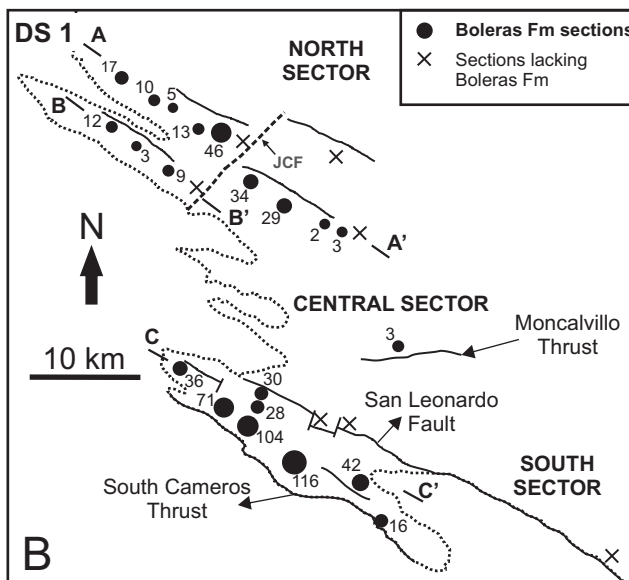 DS 1
A
NORTH
SECTOR
Boleras Fm sections
Sections lacking
Boleras Fm
17
10
5
B
12
13
46
3
JCF
9
34
B'
29
2
3
A'
N
CENTRAL SECTOR
3
Moncalvillo
Thrust
C
10 km
36
30
71
28
San Leonardo
Fault
104
116
42
SOUTH
SECTOR
South Cameros
Thrust
C'
16
B